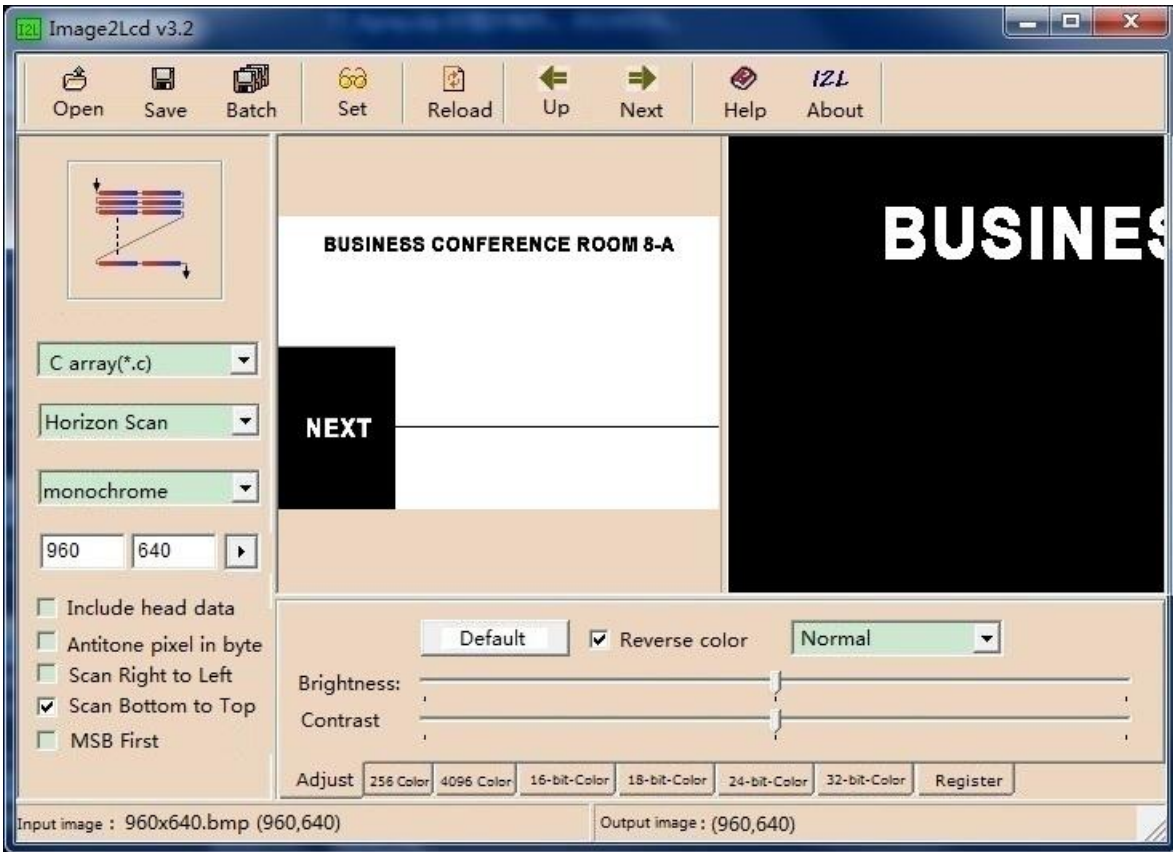 I2L Image2Lcd v3.2
Open Save Batch Set Reload Up Next Help I2L About
BUSINESS CONFERENCE ROOM 8-A
NEXT
BUSINES
C array(*.c)
Horizon Scan
monochrome
960 640
Include head data
Antitone pixel in byte
Scan Right to Left
Scan Bottom to Top
MSB First
Default Reverse color Normal
Brightness:
Contrast
Adjust 256 Color 4096 Color 16-bit-Color 18-bit-Color 24-bit-Color 32-bit-Color Register
Input image : 960x640.bmp (960,640) Output image : (960,640)